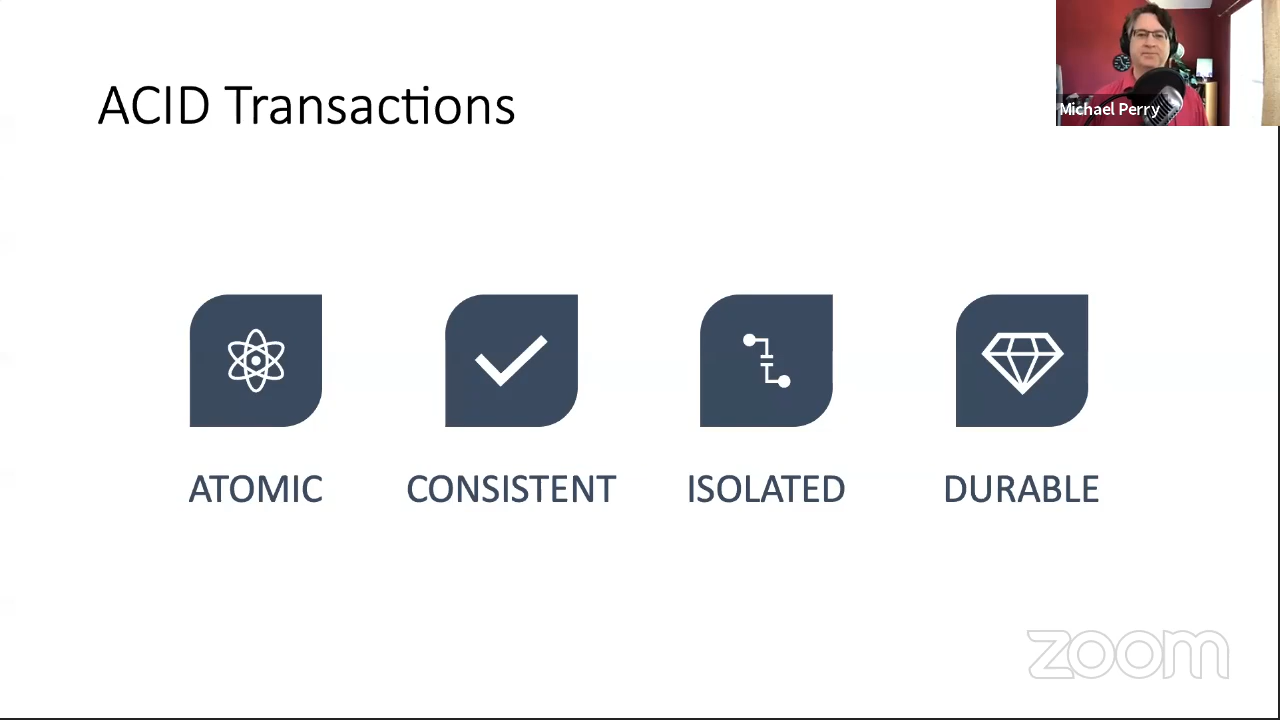 ACID Transactions
Michael Perry
ATOMIC
CONSISTENT
ISOLATED
DURABLE
zoom